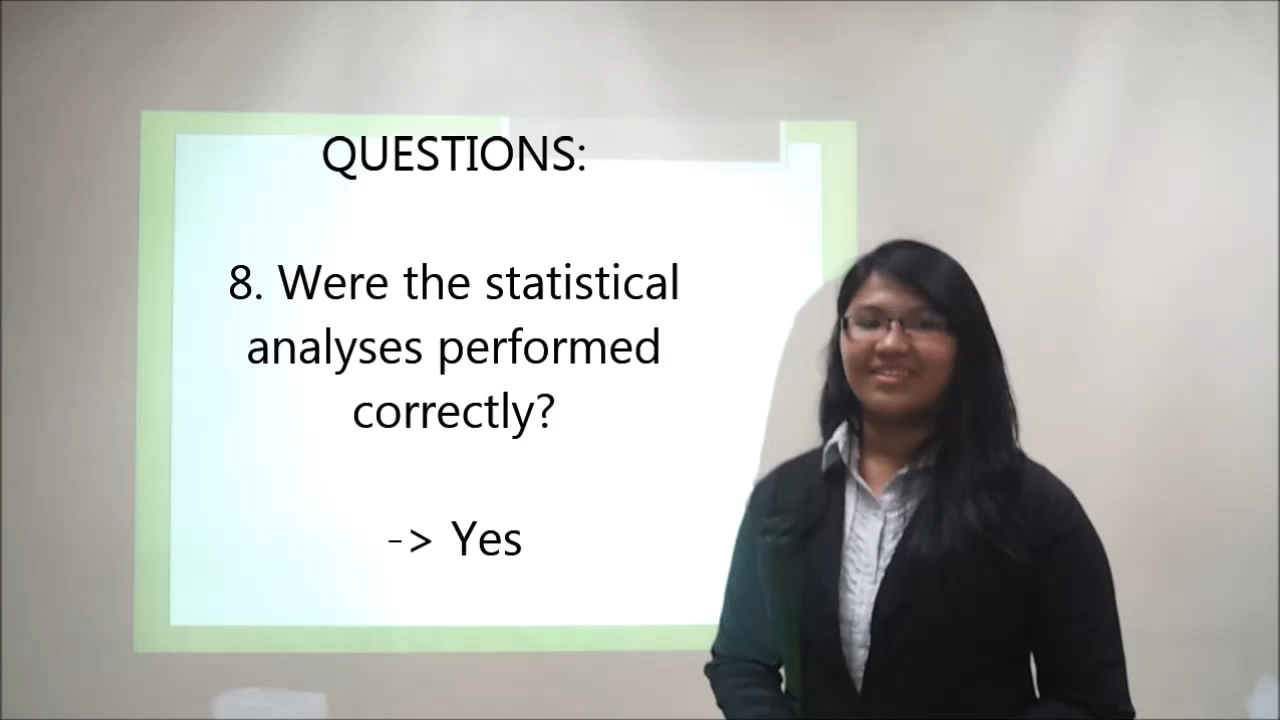 QUESTIONS:
8. Were the statistical
analyses performed
correctly?
-> Yes